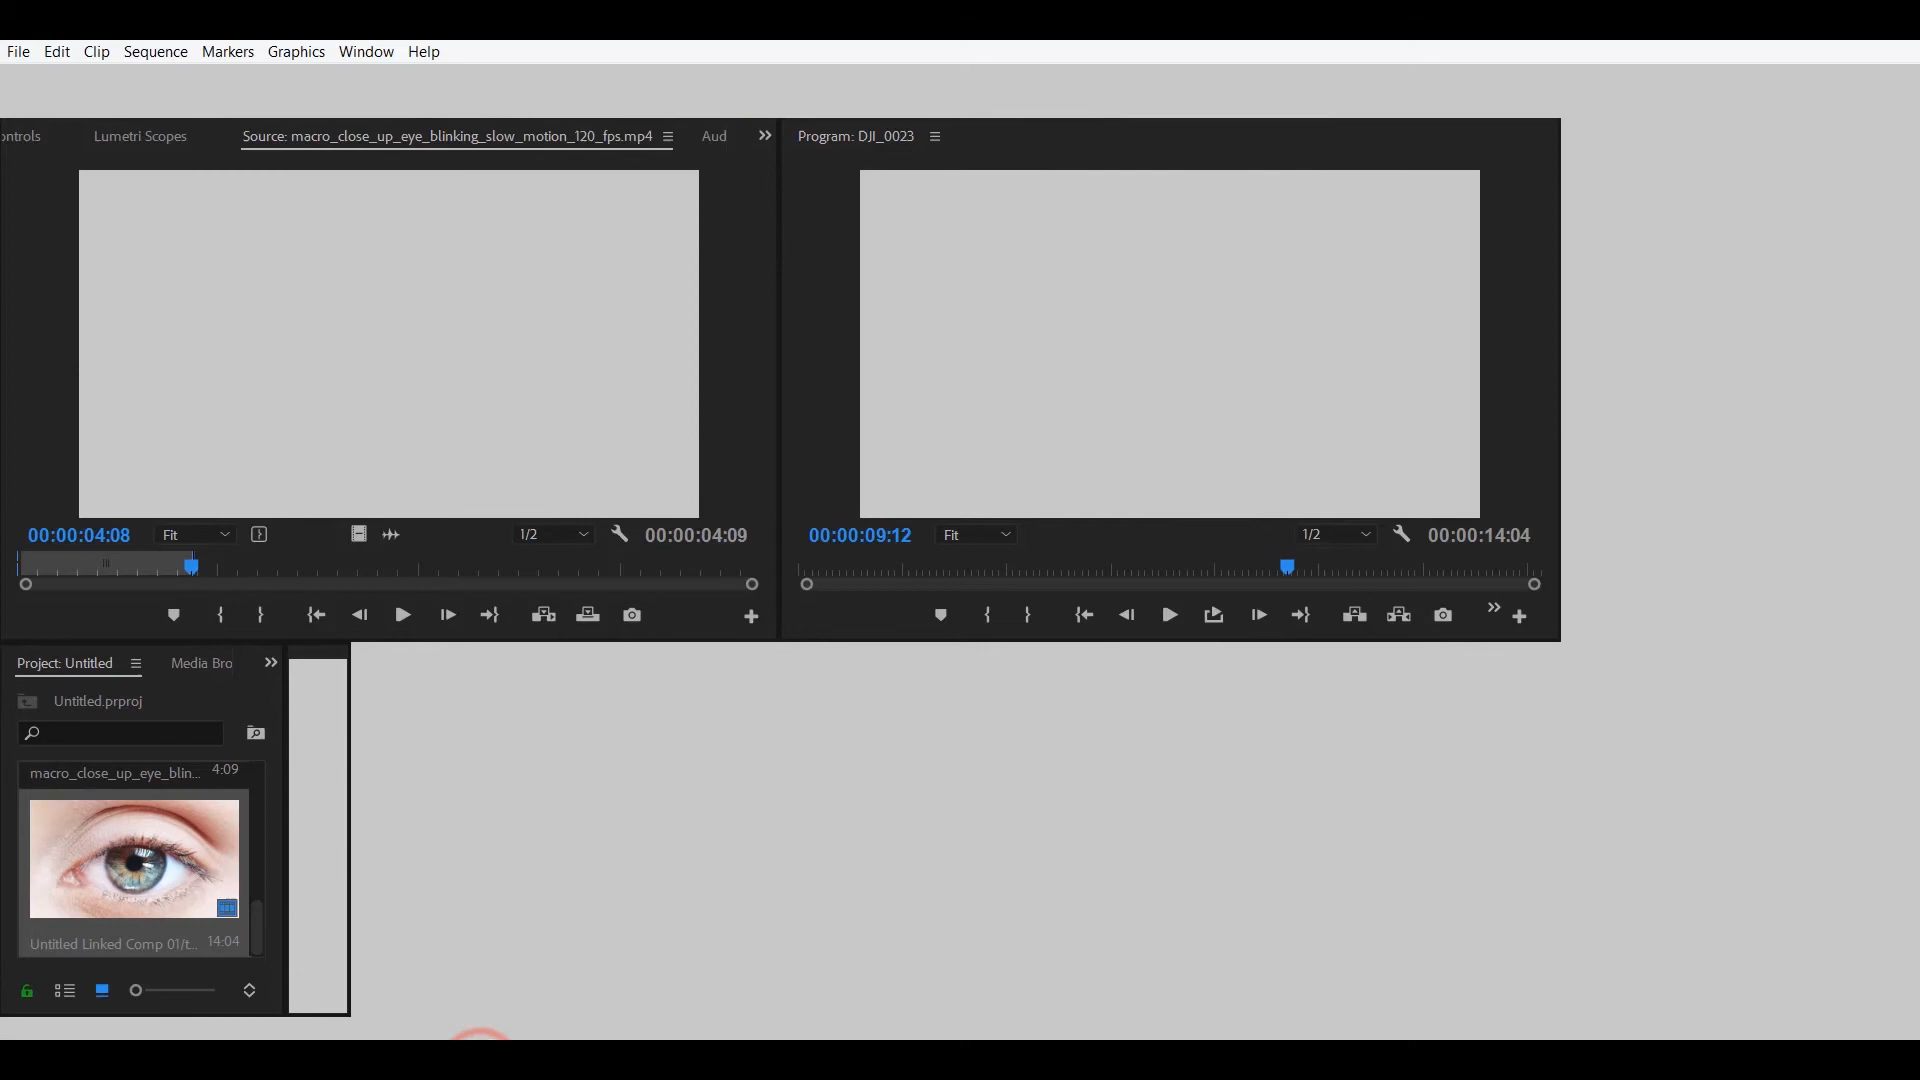 File Edit Clip Sequence Markers Graphics Window Help
ontrols Lumetri Scopes Source: macro_close_up_eye_blinking_slow_motion_120_fps.mp4 Aud
Program: DJI_0023
00:00:04:08 Fit 1/2 00:00:04:09
00:00:09:12 Fit 1/2 00:00:14:04
Project: Untitled Media Bro
Untitled.prproj
macro_close_up_eye_blin... 4:09
Untitled Linked Comp 01/t... 14:04